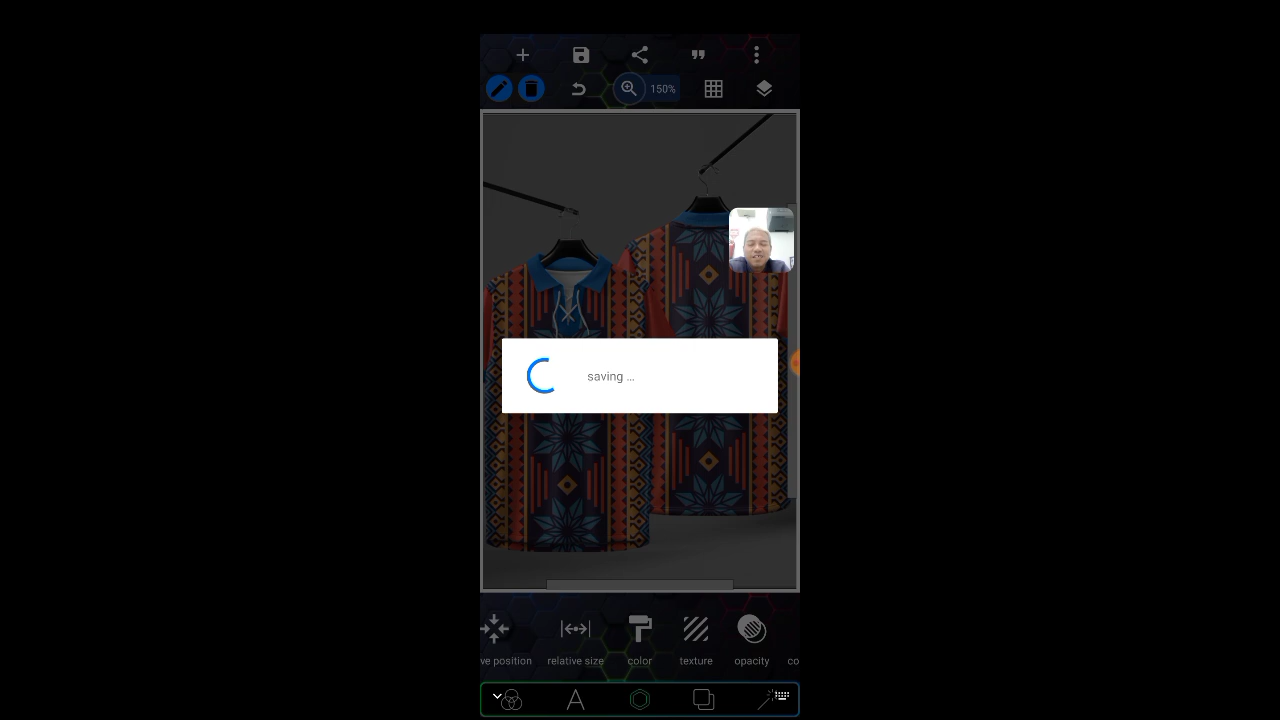 150%
saving ...
ve position
relative size
color
texture
opacity
co